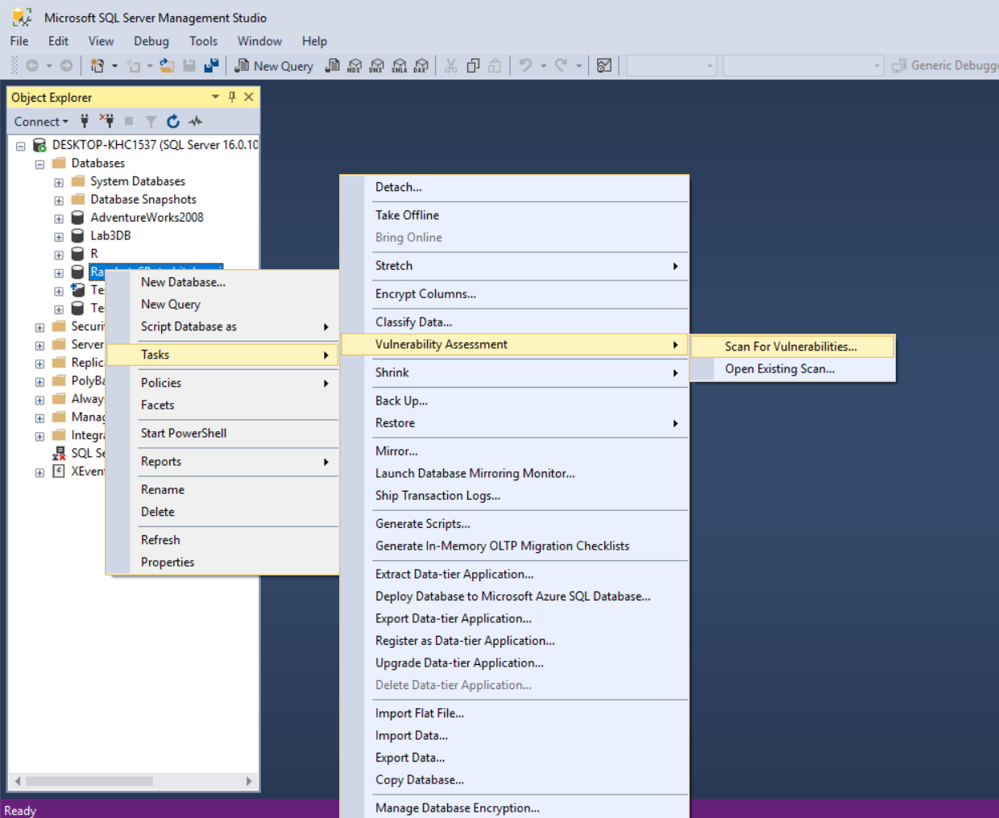 Microsoft SQL Server Management Studio
File Edit View Debug Tools Window Help
New Query MDX DMX XMLA DAX Generic Debugg
Object Explorer
Connect
DESKTOP-KHC1537 (SQL Server 16.0.10
Databases
System Databases
Database Snapshots
AdventureWorks2008
Lab3DB
R
Te
Te
Securi
Server
Replic
PolyBa
Always
Manag
Integra
SQL Se
XEven
New Database...
New Query
Script Database as
Tasks
Policies
Facets
Start PowerShell
Reports
Rename
Delete
Refresh
Properties
Detach...
Take Offline
Bring Online
Stretch
Encrypt Columns...
Classify Data...
Vulnerability Assessment
Shrink
Back Up...
Restore
Mirror...
Launch Database Mirroring Monitor...
Ship Transaction Logs...
Generate Scripts...
Generate In-Memory OLTP Migration Checklists
Extract Data-tier Application...
Deploy Database to Microsoft Azure SQL Database...
Export Data-tier Application...
Register as Data-tier Application...
Upgrade Data-tier Application...
Delete Data-tier Application...
Import Flat File...
Import Data...
Export Data...
Copy Database...
Manage Database Encryption...
Scan For Vulnerabilities...
Open Existing Scan...
Ready